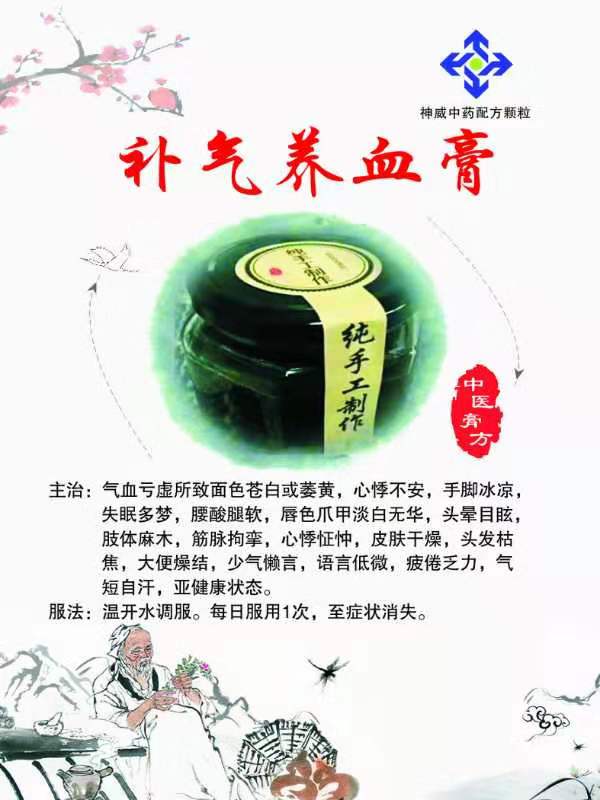 神威中药配方颗粒
补气养血膏
纯手工制作
纯手工制作
中医膏方
主治：气血亏虚所致面色苍白或萎黄，心悸不安，手脚冰凉，
失眠多梦，腰酸腿软，唇色爪甲淡白无华，头晕目眩，
肢体麻木，筋脉拘挛，心悸怔忡，皮肤干燥，头发枯
焦，大便燥结，少气懒言，语言低微，疲倦乏力，气
短自汗，亚健康状态。
服法：温开水调服。每日服用1次，至症状消失。